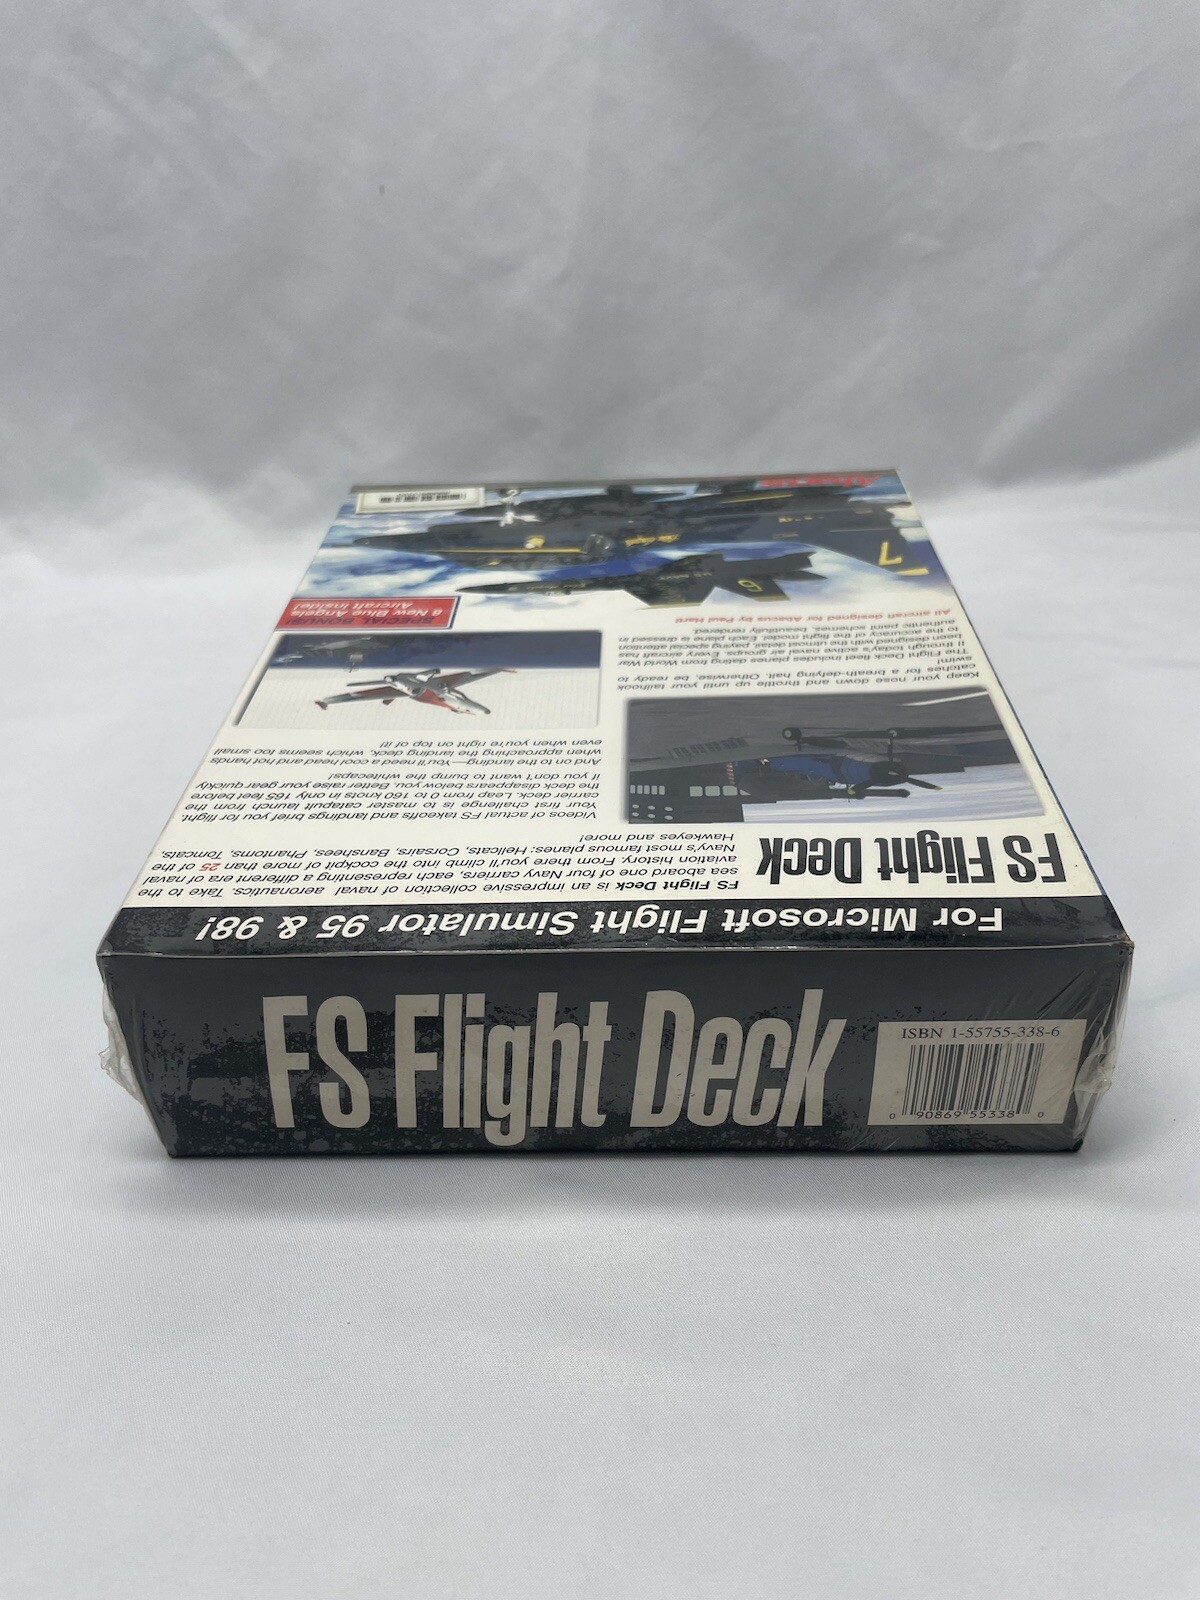 FS Flight Deck
ISBN 1-55755-338-6
0 90869 55338 0
For Microsoft Flight Simulator 95 & 98!
FS Flight Deck
FS Flight Deck is an impressive collection of naval aeronautics. Take to the
sea aboard one of four Navy carriers, each representing a different era of naval
aviation history. From there you'll climb into the cockpit of more than 25 of the
Navy's most famous planes: Hellcats, Corsairs, Banshees, Phantoms, Tomcats,
Hawkeyes and more!
Videos of actual FS takeoffs and landings brief you for flight.
Your first challenge is to master catapult launch from the
carrier deck. Leap from 0 to 160 knots in only 165 feet before
the deck disappears below you. Better raise your gear quickly
if you don't want to bump the whitecaps!
And on to the landing—You'll need a cool head and hot hands
when approaching the landing deck, which seems too small
even when you're right on top of it!
Keep your nose down and throttle up until your tailhook
catches for a breath-defying halt. Otherwise, be ready to
swim!
The Flight Deck fleet includes planes dating from World War
II through today's active naval air groups. Every aircraft has
been designed with the utmost detail, paying special attention
to the accuracy of the flight model. Each plane is dressed in
authentic paint schemes, beautifully rendered.
All aircraft designed for Abacus by Paul Hartl
SPECIAL BONUS!
6 New Blue Angels
Aircraft Inside!
6
7
2
Abacus